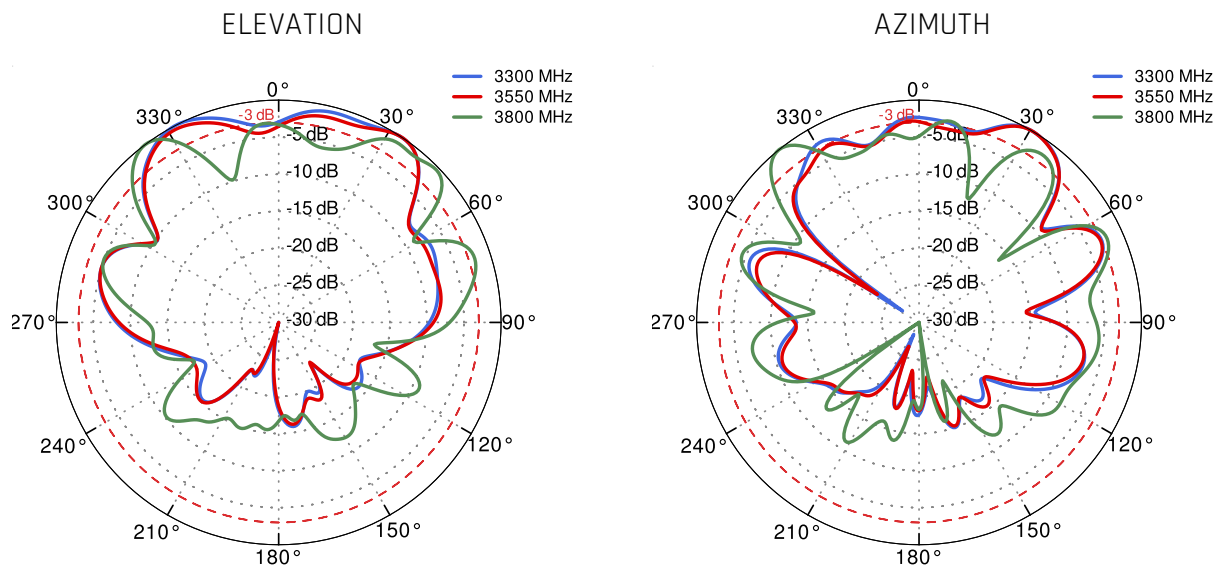 ELEVATION
3300 MHz
3550 MHz
3800 MHz
0°
330°
-3 dB
30°
-5 dB
-10 dB
300°
60°
-15 dB
-20 dB
-25 dB
270°
-30 dB
90°
240°
120°
210°
150°
180°
AZIMUTH
3300 MHz
3550 MHz
3800 MHz
0°
330°
-3 dB
30°
-5 dB
-10 dB
300°
60°
-15 dB
-20 dB
-25 dB
270°
-30 dB
90°
240°
120°
210°
150°
180°